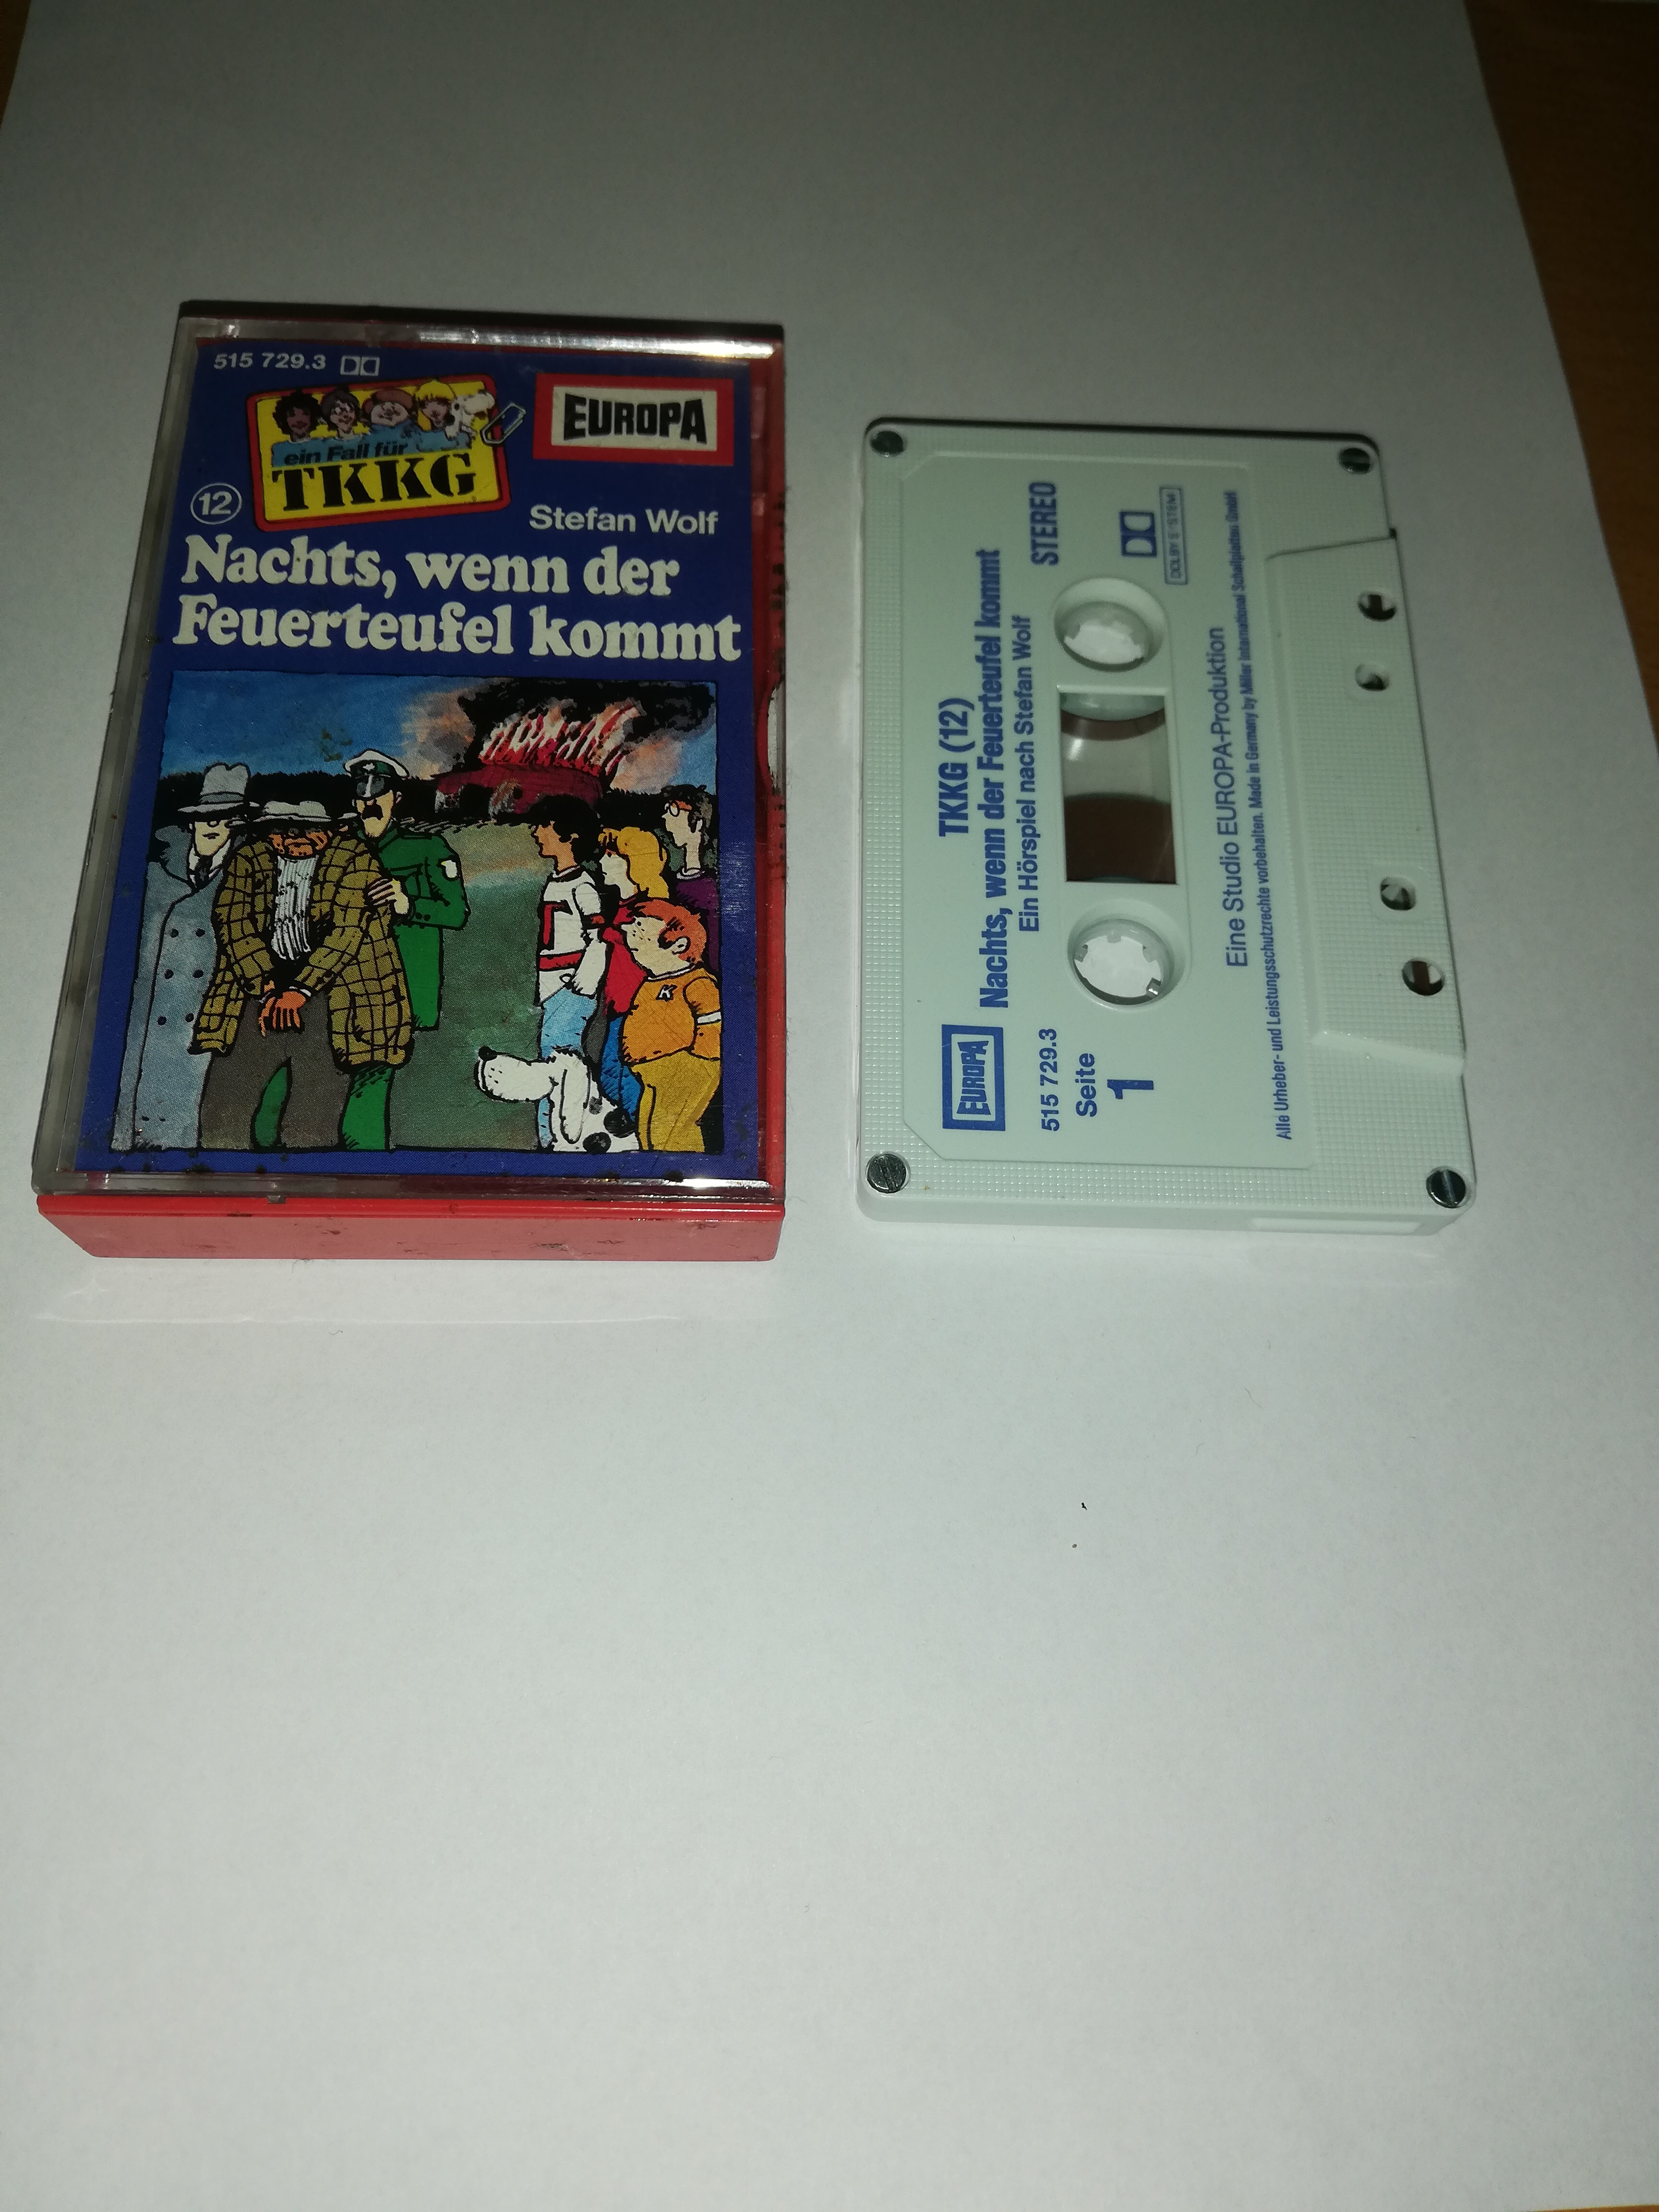 515 729.3
ein Fall für
TKKG
EUROPA
12
Stefan Wolf
Nachts, wenn der
Feuerteufel kommt
K
TKKG (12)
EUROPA
Nachts, wenn der Feuerteufel kommt
Ein Hörspiel nach Stefan Wolf
515 729.3
STEREO
Seite
1
DOLBY SYSTEM
Eine Studio EUROPA-Produktion
Alle Urheber- und Leistungsschutzrechte vorbehalten. Made in Germany by Miller International Schallplatten GmbH